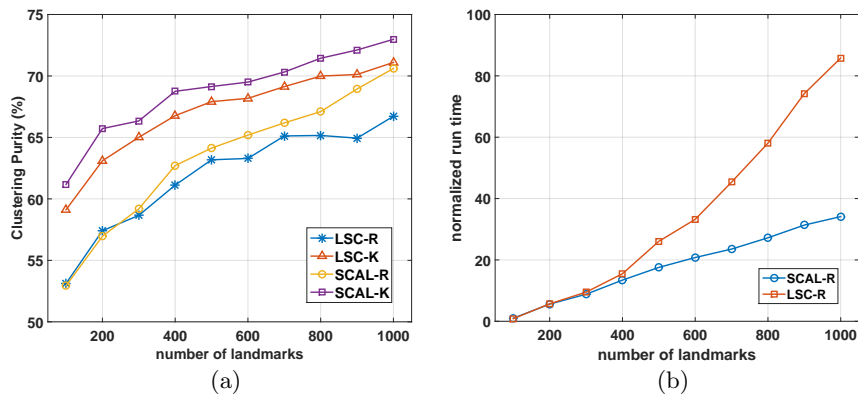 Clustering Purity (%)
75
70
65
60
55
50
200
400
600
800
1000
number of landmarks
LSC-R
LSC-K
SCAL-R
SCAL-K
(a)
normalized run time
100
80
60
40
20
0
200
400
600
800
1000
number of landmarks
SCAL-R
LSC-R
(b)